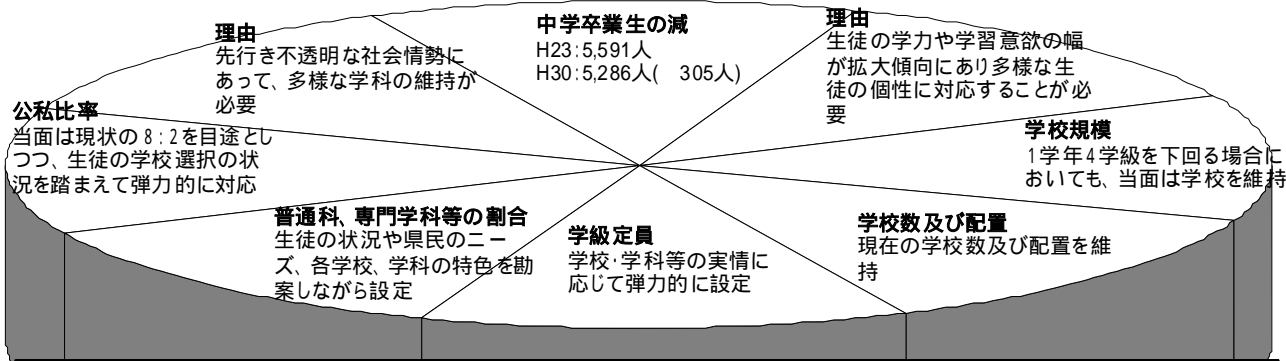 理由
先行き不透明な社会情勢に
あって、多様な学科の維持が
必要
中学卒業生の減
H23:5,591人
H30:5,286人(　305人)
理由
生徒の学力や学習意欲の幅
が拡大傾向にあり多様な生
徒の個性に対応することが必
要
公私比率
当面は現状の8:2を目途とし
つつ、生徒の学校選択の状
況を踏まえて弾力的に対応
学校規模
1学年4学級を下回る場合に
おいても、当面は学校を維持
普通科、専門学科等の割合
生徒の状況や県民のニー
ズ、各学校、学科の特色を勘
案しながら設定
学級定員
学校・学科等の実情に
応じて弾力的に設定
学校数及び配置
現在の学校数及び配置を維
持